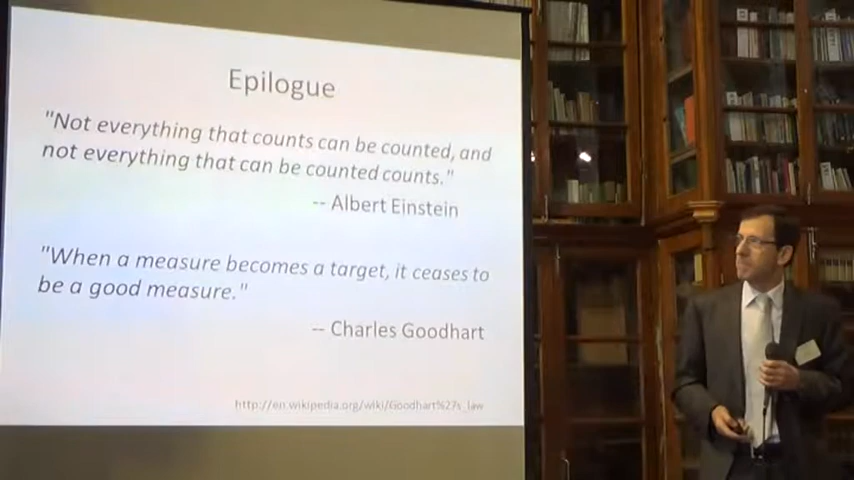 Epilogue
"Not everything that counts can be counted, and
not everything that can be counted counts."
-- Albert Einstein
"When a measure becomes a target, it ceases to
be a good measure."
-- Charles Goodhart
http://en.wikipedia.org/wiki/Goodhart%27s_law